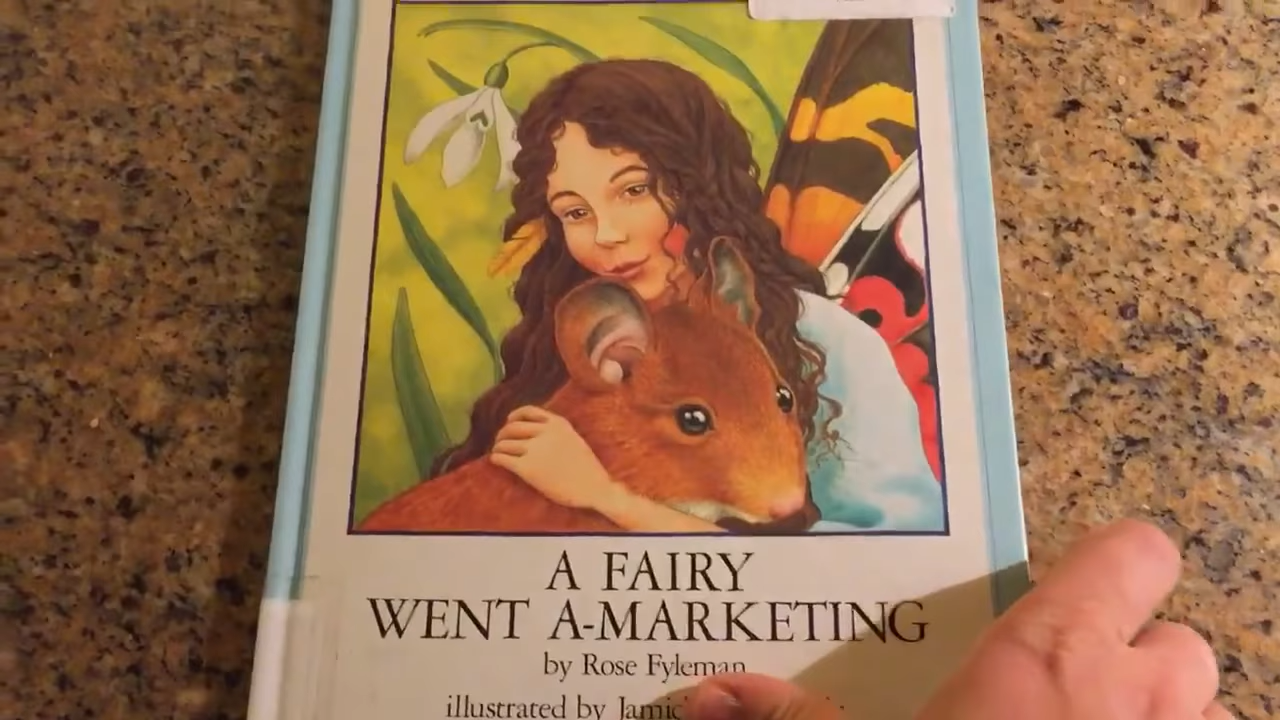 A FAIRY
WENT A-MARKETING
by Rose Fyleman
illustrated by